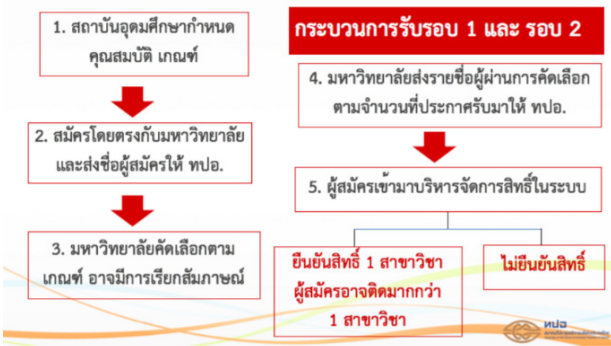 กระบวนการรับรอบ 1 และ รอบ 2
1. สถาบันอุดมศึกษากำหนด
คุณสมบัติ เกณฑ์
2. สมัครโดยตรงกับมหาวิทยาลัย
และส่งชื่อผู้สมัครให้ ทปอ.
3. มหาวิทยาลัยคัดเลือกตาม
เกณฑ์ อาจมีการเรียกสัมภาษณ์
4. มหาวิทยาลัยส่งรายชื่อผู้ผ่านการคัดเลือก
ตามจำนวนที่ประกาศรับมาให้ ทปอ.
5. ผู้สมัครเข้ามาบริหารจัดการสิทธิ์ในระบบ
ยืนยันสิทธิ์ 1 สาขาวิชา
ผู้สมัครอาจติดมากกว่า
1 สาขาวิชา
ไม่ยืนยันสิทธิ์
ทปอ